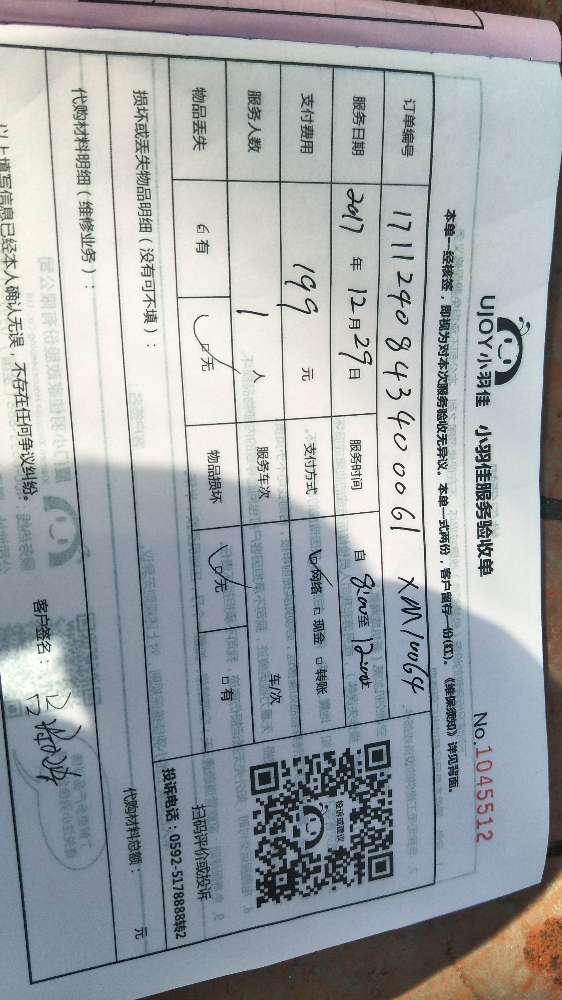 UJOY小羽佳 小羽佳服务验收单 No.1045512
本单一经核签，即视为对本次服务验收无异议。本单一式两份，客户留存一份(红)。《维保须知》详见背面。
订单编号 1711290843400061 XM10064
服务日期 2017 年 12 月 29 日 服务时间 自 8:00 至 12:00
支付费用 199 元 支付方式 网络 现金 转账
服务人数 1 人 服务车次 车/次
物品丢失 有 无 物品损坏 无 有
投诉或建议
扫码评价或投诉
投诉电话：0592-5178888转2
损坏或丢失物品明细（没有可不填）：
代购材料明细（维修业务）：
代购材料总额： 元
以上填写信息已经本人确认无误，不存在任何争议纠纷。
客户签名：